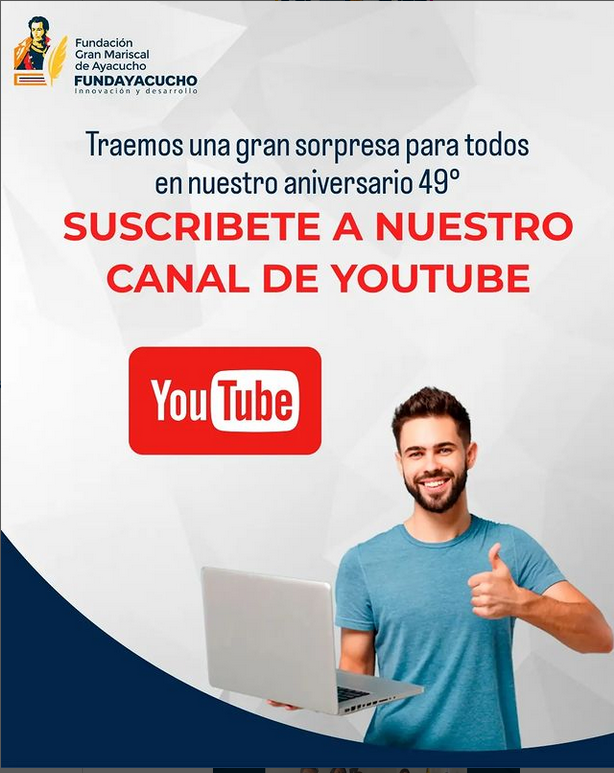 Fundación
Gran Mariscal
de Ayacucho
FUNDAYACUCHO
Innovación y desarrollo
Traemos una gran sorpresa para todos
en nuestro aniversario 49°
SUSCRIBETE A NUESTRO
CANAL DE YOUTUBE
YouTube